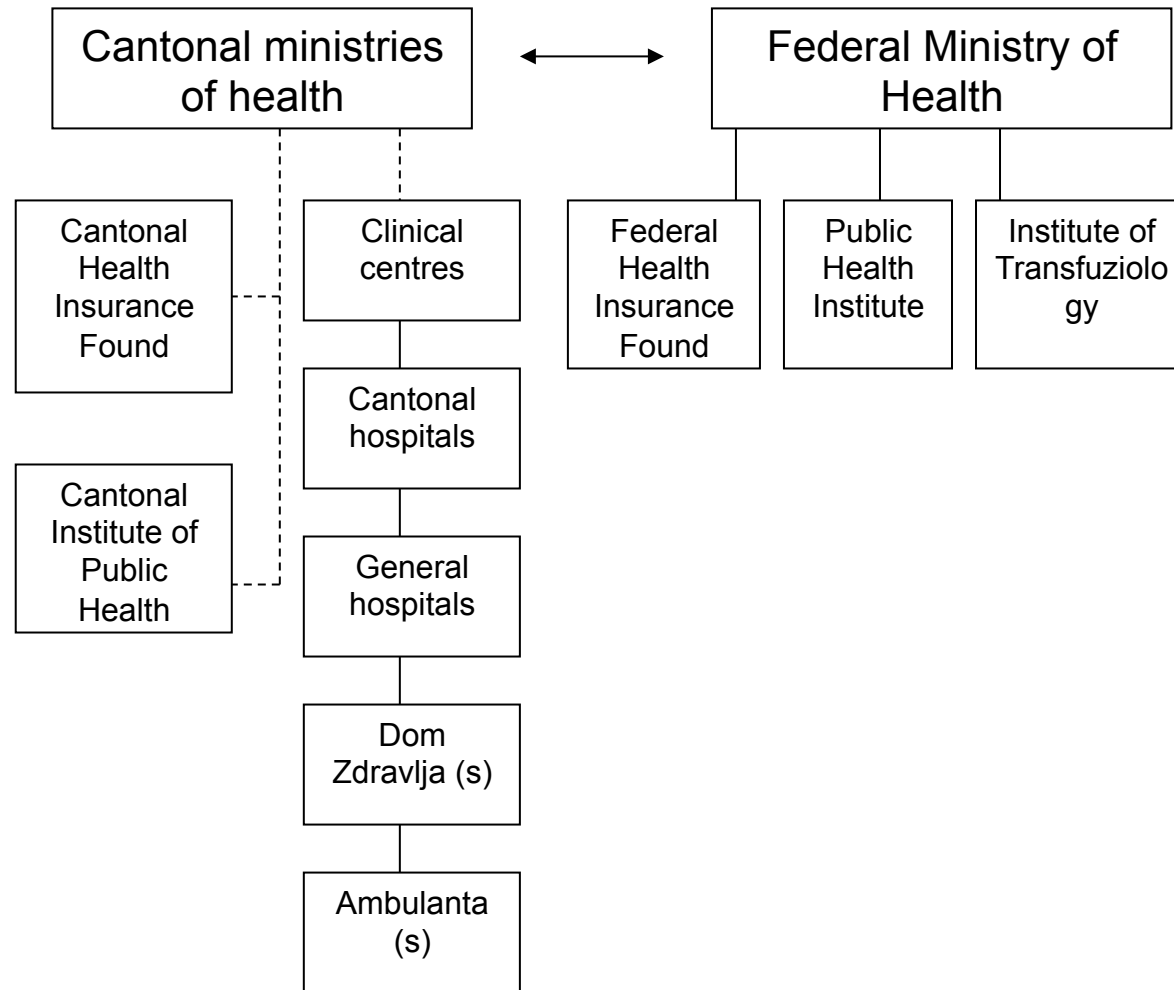 Cantonal ministries
of health
Federal Ministry of
Health
Cantonal
Health
Insurance
Found
Clinical
centres
Federal
Health
Insurance
Found
Public
Health
Institute
Institute of
Transfuziolo
gy
Cantonal
hospitals
Cantonal
Institute of
Public
Health
General
hospitals
Dom
Zdravlja (s)
Ambulanta
(s)